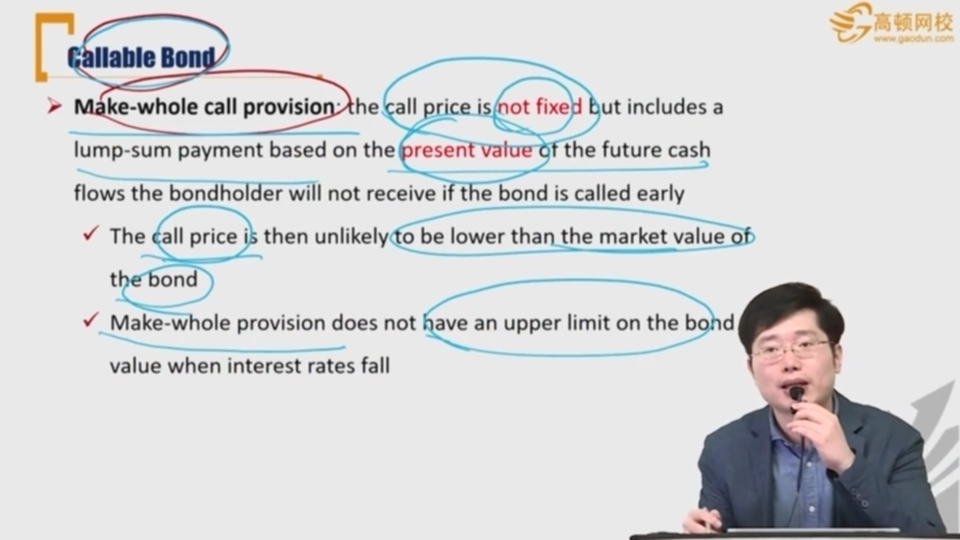 高顿网校
www.gaodun.com
Callable Bond
Make-whole call provision: the call price is not fixed but includes a
lump-sum payment based on the present value of the future cash
flows the bondholder will not receive if the bond is called early
The call price is then unlikely to be lower than the market value of
the bond
Make-whole provision does not have an upper limit on the bond
value when interest rates fall